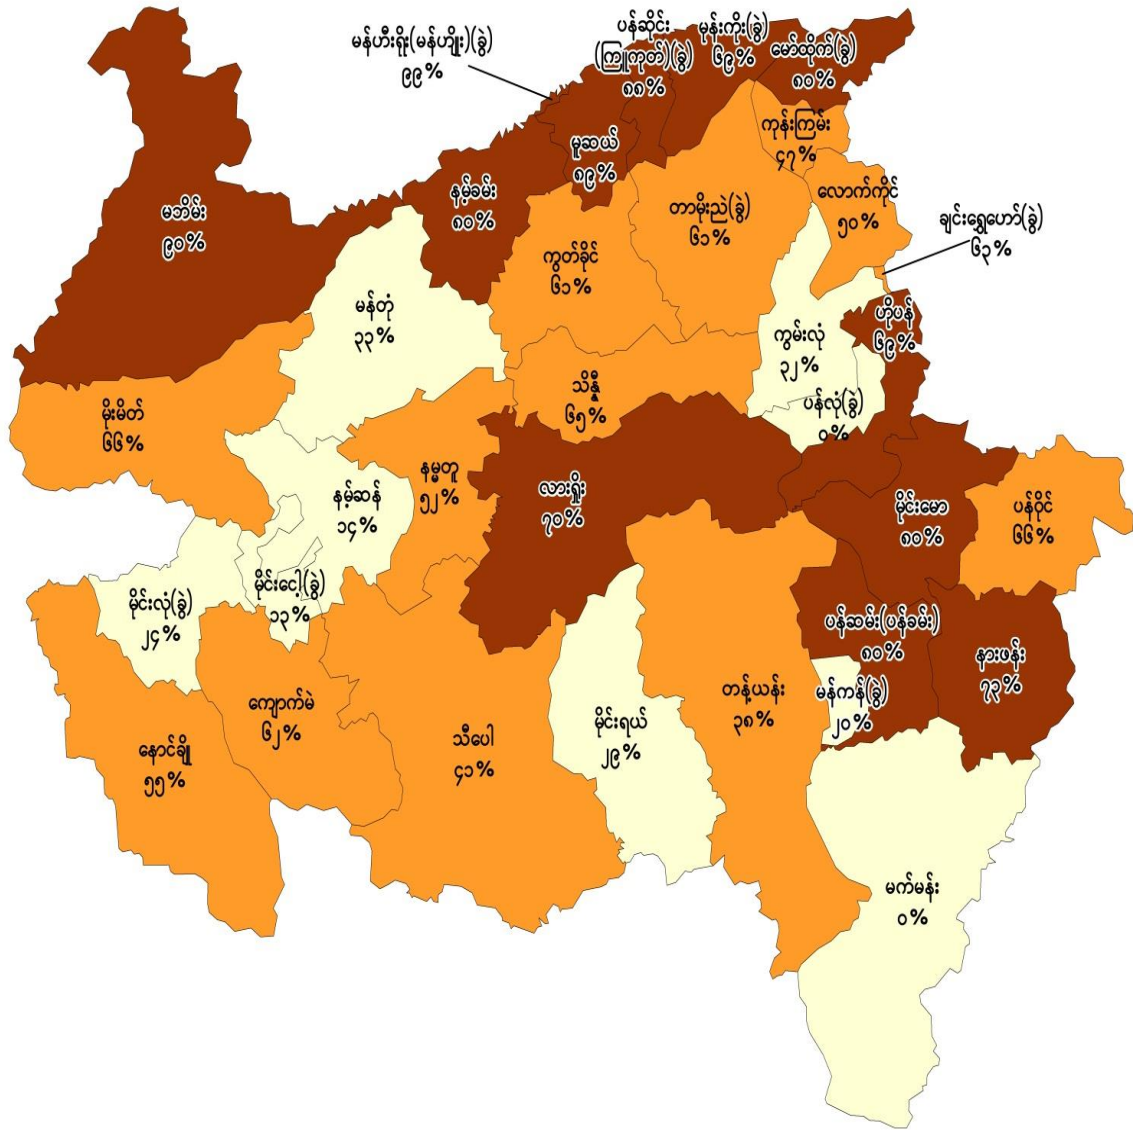 မန်ဟီးရိုး(မန်ဟျိုး)(ခွဲ)
၉၉%
ပန်ဆိုင်း
(ကြူကုတ်)(ခွဲ)
၈၈%
မုန်းကိုး(ခွဲ)
၆၉%
မော်ထိုက်(ခွဲ)
၈၀%
ကုန်းကြမ်း
၄၇%
မူဆယ်
၈၉%
နမ့်ခမ်း
၈၀%
မဘိမ်း
၉၀%
လောက်ကိုင်
၅၀%
တာမိုးညဲ(ခွဲ)
၆၁%
ချင်းရွှေဟော်(ခွဲ)
၆၃%
ကွတ်ခိုင်
၆၁%
မန်တုံ
၃၃%
ဟိုပန်
၆၉%
ကွမ်းလုံ
၃၂%
သိန္နီ
၆၅%
ပန်လုံ(ခွဲ)
၀%
မိုးမိတ်
၆၆%
နမ္မတူ
၅၂%
နမ့်ဆန်
၁၄%
လားရှိုး
၇၀%
မိုင်းမော
၈၀%
ပန်ဝိုင်
၆၆%
မိုင်းငေါ့(ခွဲ)
၁၃%
မိုင်းလုံ(ခွဲ)
၂၄%
ပန်ဆမ်း(ပန်ခမ်း)
၈၀%
နားဖန်း
၇၃%
မန်ကန်(ခွဲ)
၂၀%
တန့်ယန်း
၃၈%
ကျောက်မဲ
၆၂%
မိုင်းရယ်
၂၉%
သီပေါ
၄၁%
နောင်ချို
၅၅%
မက်မန်း
၀%